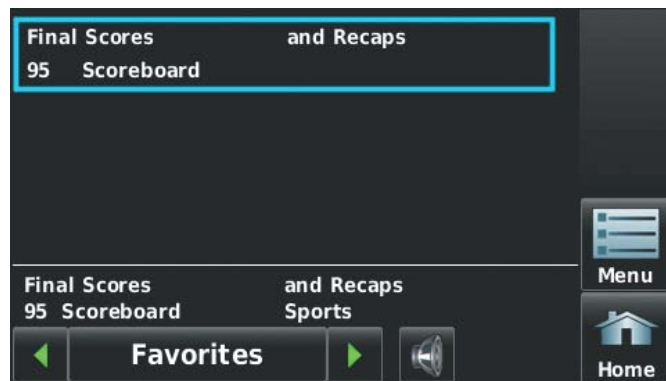 Final Scores and Recaps
95 Scoreboard
Final Scores and Recaps
95 Scoreboard Sports
Menu
Favorites
Home